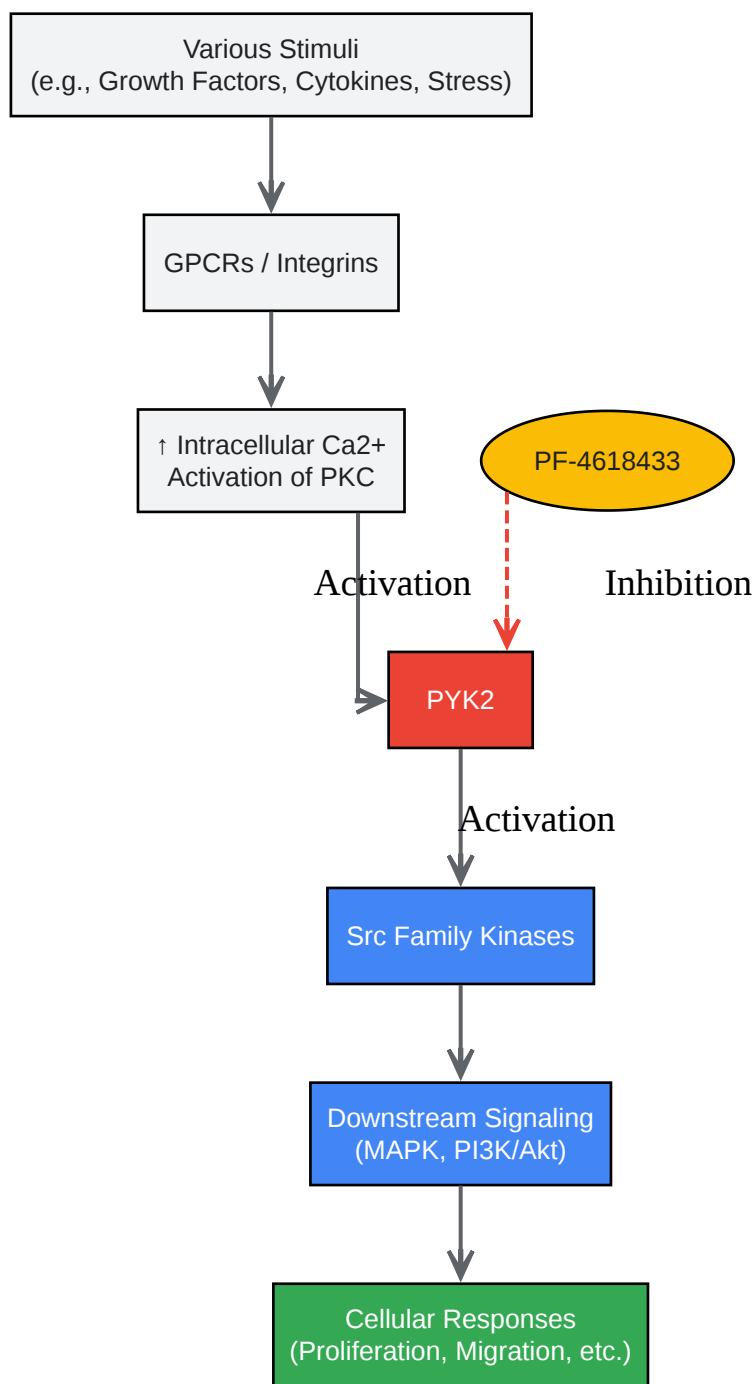 Various Stimuli
(e.g., Growth Factors, Cytokines, Stress)
GPCRs / Integrins
↑ Intracellular Ca2+
Activation of PKC
PF-4618433
Activation
Inhibition
PYK2
Activation
Src Family Kinases
Downstream Signaling
(MAPK, PI3K/Akt)
Cellular Responses
(Proliferation, Migration, etc.)